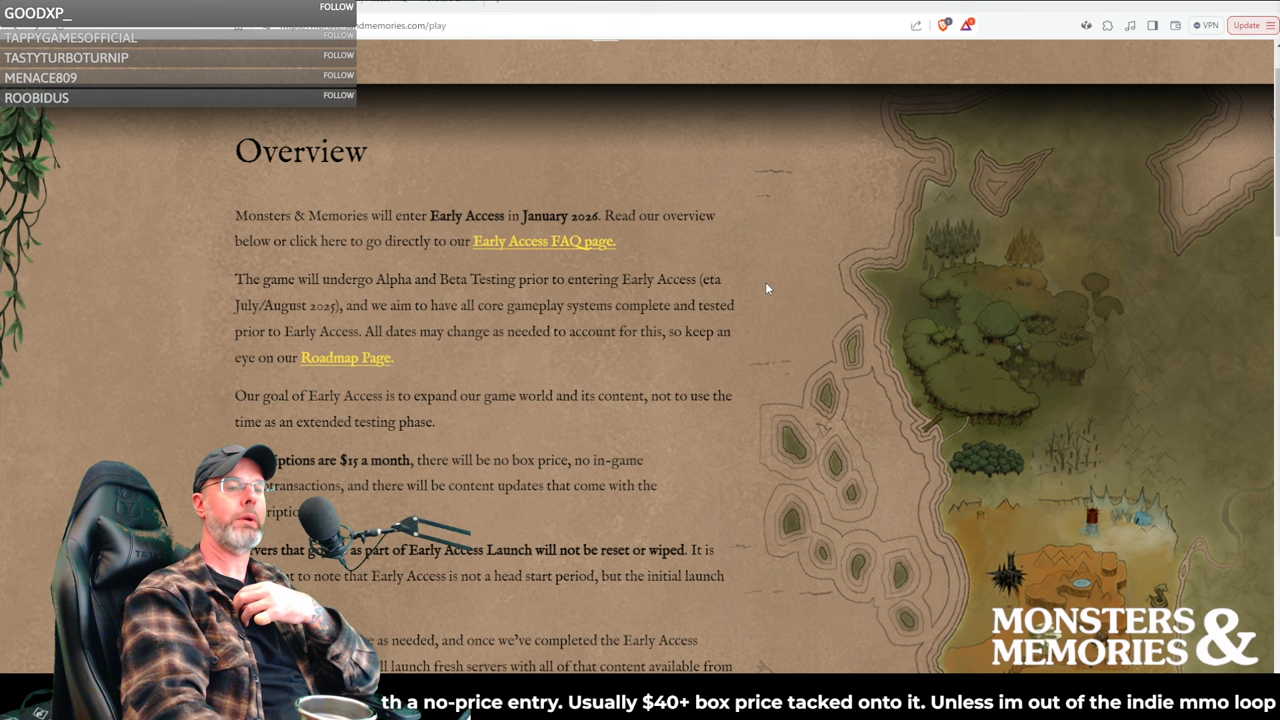 GOODXP_ FOLLOW
TAPPYGAMESOFFICIAL FOLLOW
TASTYTURBOTURNIP FOLLOW
MENACE809 FOLLOW
ROOBIDUS FOLLOW
ndmemories.com/play
VPN
Update
Overview
Monsters & Memories will enter Early Access in January 2026. Read our overview
below or click here to go directly to our Early Access FAQ page.
The game will undergo Alpha and Beta Testing prior to entering Early Access (eta
July/August 2025), and we aim to have all core gameplay systems complete and tested
prior to Early Access. All dates may change as needed to account for this, so keep an
eye on our Roadmap Page.
Our goal of Early Access is to expand our game world and its content, not to use the
time as an extended testing phase.
iptions are $15 a month, there will be no box price, no in-game
transactions, and there will be content updates that come with the
riptio
rvers that go as part of Early Access Launch will not be reset or wiped. It is
nt to note that Early Access is not a head start period, but the initial launch
e as needed, and once we've completed the Early Access
ll launch fresh servers with all of that content available from
MONSTERS &
MEMORIES
th a no-price entry. Usually $40+ box price tacked onto it. Unless im out of the indie mmo loop